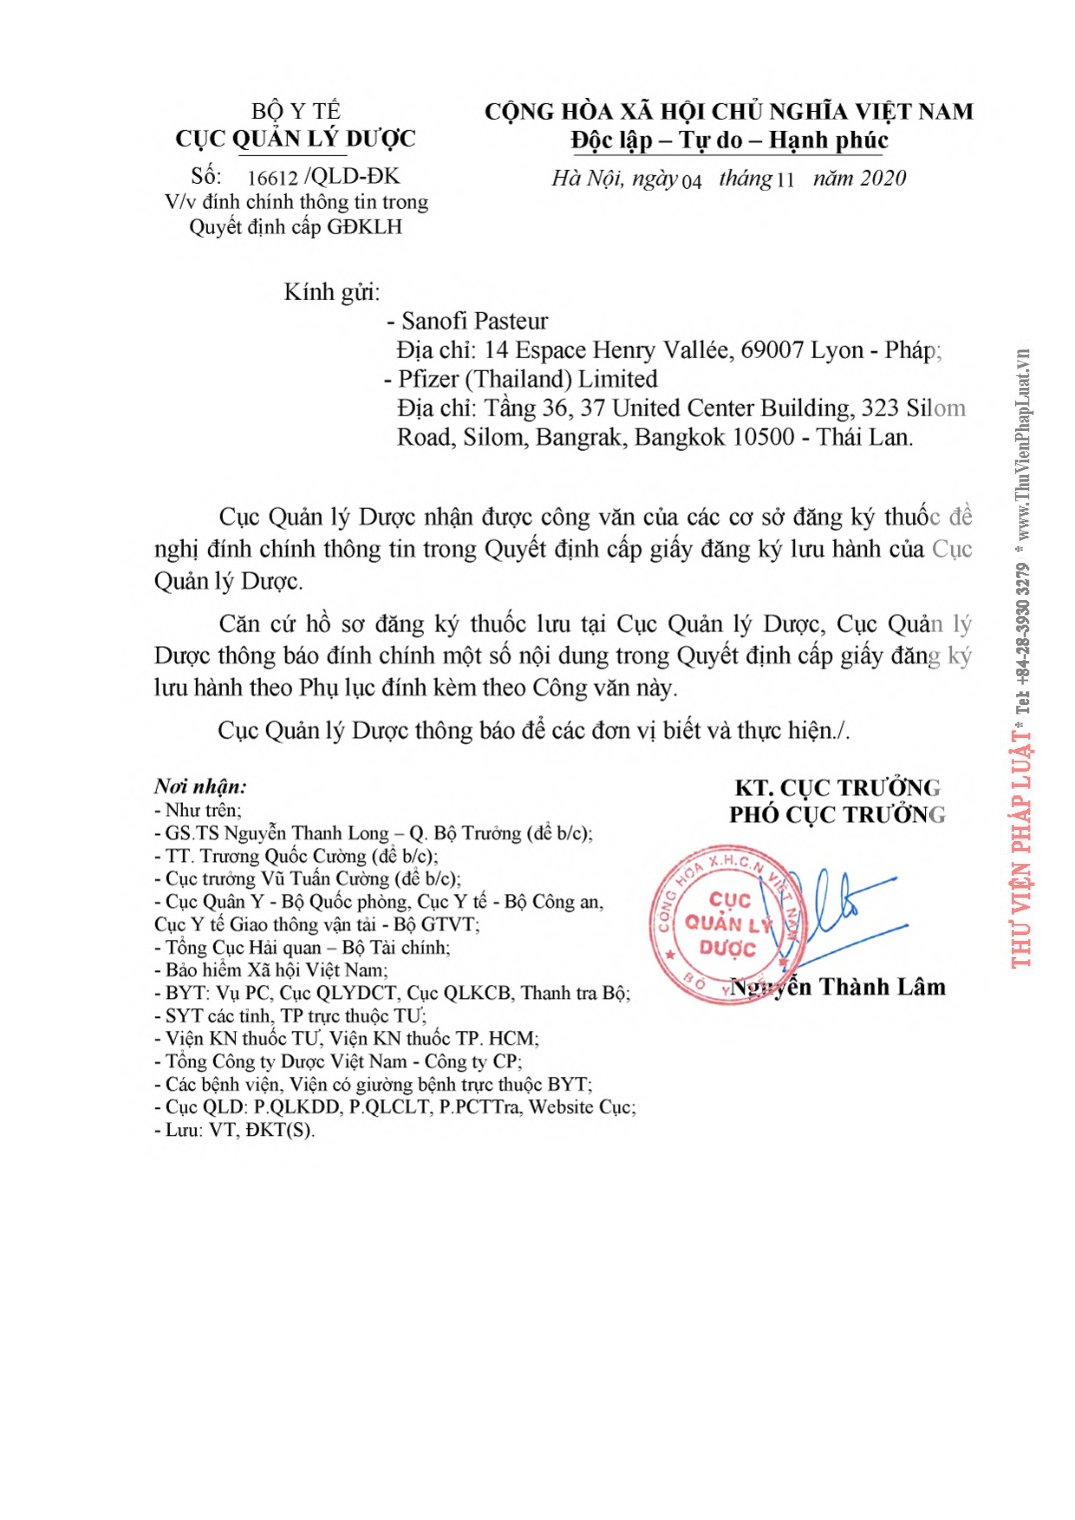 BỘ Y TẾ
CỤC QUẢN LÝ DƯỢC
Số: 16612 /QLD-ĐK
V/v đính chính thông tin trong
Quyết định cấp GĐKLH
CỘNG HÒA XÃ HỘI CHỦ NGHĨA VIỆT NAM
Độc lập – Tự do – Hạnh phúc
Hà Nội, ngày 04 tháng 11 năm 2020
Kính gửi:
- Sanofi Pasteur
Địa chỉ: 14 Espace Henry Vallée, 69007 Lyon - Pháp;
- Pfizer (Thailand) Limited
Địa chỉ: Tầng 36, 37 United Center Building, 323 Silom
Road, Silom, Bangrak, Bangkok 10500 - Thái Lan.
Cục Quản lý Dược nhận được công văn của các cơ sở đăng ký thuốc đề
nghị đính chính thông tin trong Quyết định cấp giấy đăng ký lưu hành của Cục
Quản lý Dược.
Căn cứ hồ sơ đăng ký thuốc lưu tại Cục Quản lý Dược, Cục Quản lý
Dược thông báo đính chính một số nội dung trong Quyết định cấp giấy đăng ký
lưu hành theo Phụ lục đính kèm theo Công văn này.
Cục Quản lý Dược thông báo để các đơn vị biết và thực hiện./.
Nơi nhận:
- Như trên;
- GS.TS Nguyễn Thanh Long – Q. Bộ Trưởng (để b/c);
- TT. Trương Quốc Cường (để b/c);
- Cục trưởng Vũ Tuấn Cường (để b/c);
- Cục Quân Y - Bộ Quốc phòng, Cục Y tế - Bộ Công an,
Cục Y tế Giao thông vận tải - Bộ GTVT;
- Tổng Cục Hải quan – Bộ Tài chính;
- Bảo hiểm Xã hội Việt Nam;
- BYT: Vụ PC, Cục QLYDCT, Cục QLKCB, Thanh tra Bộ;
- SYT các tỉnh, TP trực thuộc TƯ;
- Viện KN thuốc TƯ, Viện KN thuốc TP. HCM;
- Tổng Công ty Dược Việt Nam - Công ty CP;
- Các bệnh viện, Viện có giường bệnh trực thuộc BYT;
- Cục QLD: P.QLKDD, P.QLCLT, P.PCTTra, Website Cục;
- Lưu: VT, ĐKT(S).
KT. CỤC TRƯỞNG
PHÓ CỤC TRƯỞNG
CỘNG HÒA X.H.C.N VIỆT NAM
CỤC
QUẢN LÝ
DƯỢC
BỘ Y TẾ
Nguyễn Thành Lâm
THƯ VIỆN PHÁP LUẬT * Tel: +84-28-3930 3279 * www.ThuVienPhapLuat.vn